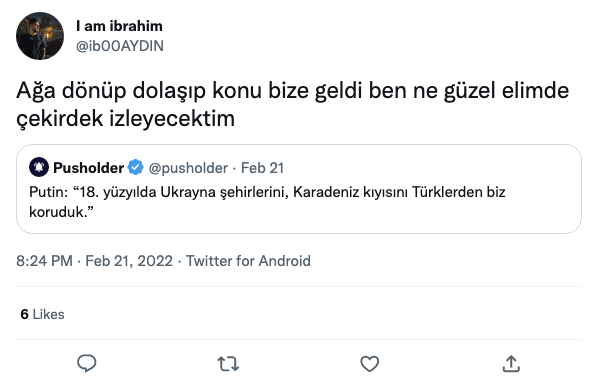 I am ibrahim
@ib00AYDIN
Ağa dönüp dolaşıp konu bize geldi ben ne güzel elimde
çekirdek izleyecektim
Pusholder @pusholder · Feb 21
Putin: “18. yüzyılda Ukrayna şehirlerini, Karadeniz kıyısını Türklerden biz
koruduk.”
8:24 PM · Feb 21, 2022 · Twitter for Android
6 Likes